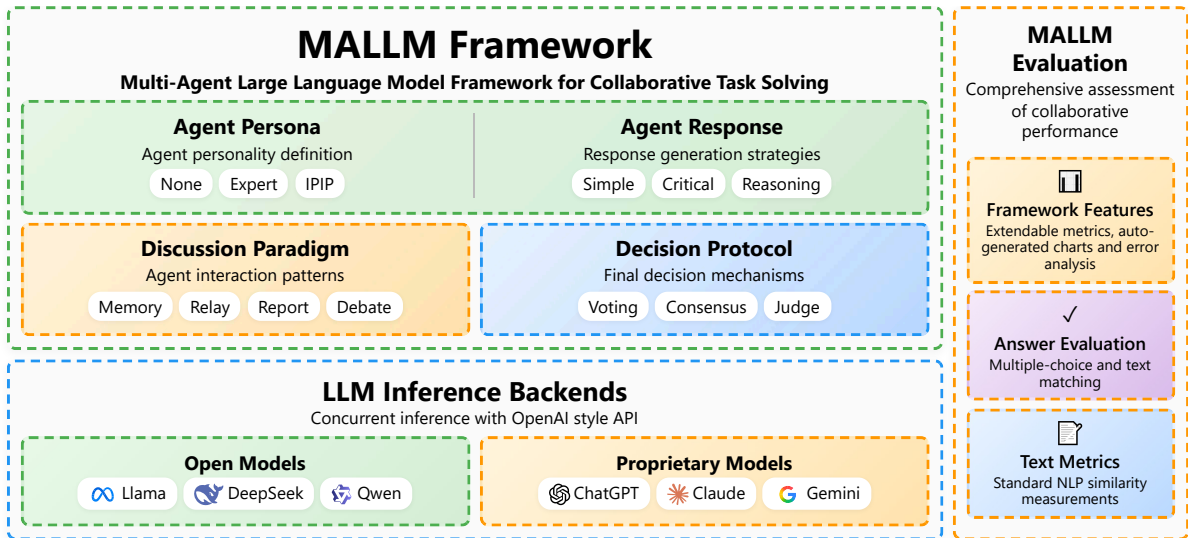 MALLM Framework
Multi-Agent Large Language Model Framework for Collaborative Task Solving
Agent Persona
Agent personality definition
None Expert IPIP
Agent Response
Response generation strategies
Simple Critical Reasoning
Discussion Paradigm
Agent interaction patterns
Memory Relay Report Debate
Decision Protocol
Final decision mechanisms
Voting Consensus Judge
LLM Inference Backends
Concurrent inference with OpenAI style API
Open Models
Llama DeepSeek Qwen
Proprietary Models
ChatGPT Claude Gemini
MALLM
Evaluation
Comprehensive assessment
of collaborative
performance
Framework Features
Extendable metrics, auto-
generated charts and error
analysis
Answer Evaluation
Multiple-choice and text
matching
Text Metrics
Standard NLP similarity
measurements